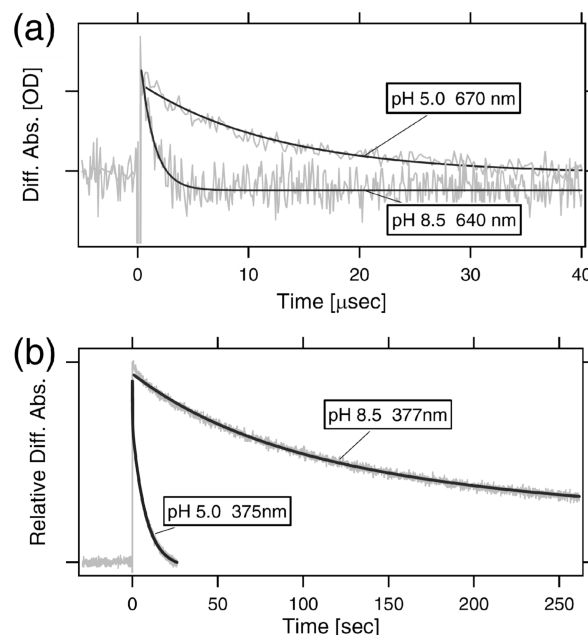 (a)
Diff. Abs. [OD]
pH 5.0 670 nm
pH 8.5 640 nm
0 10 20 30 40
Time [μsec]
(b)
Relative Diff. Abs.
pH 8.5 377nm
pH 5.0 375nm
0 50 100 150 200 250
Time [sec]